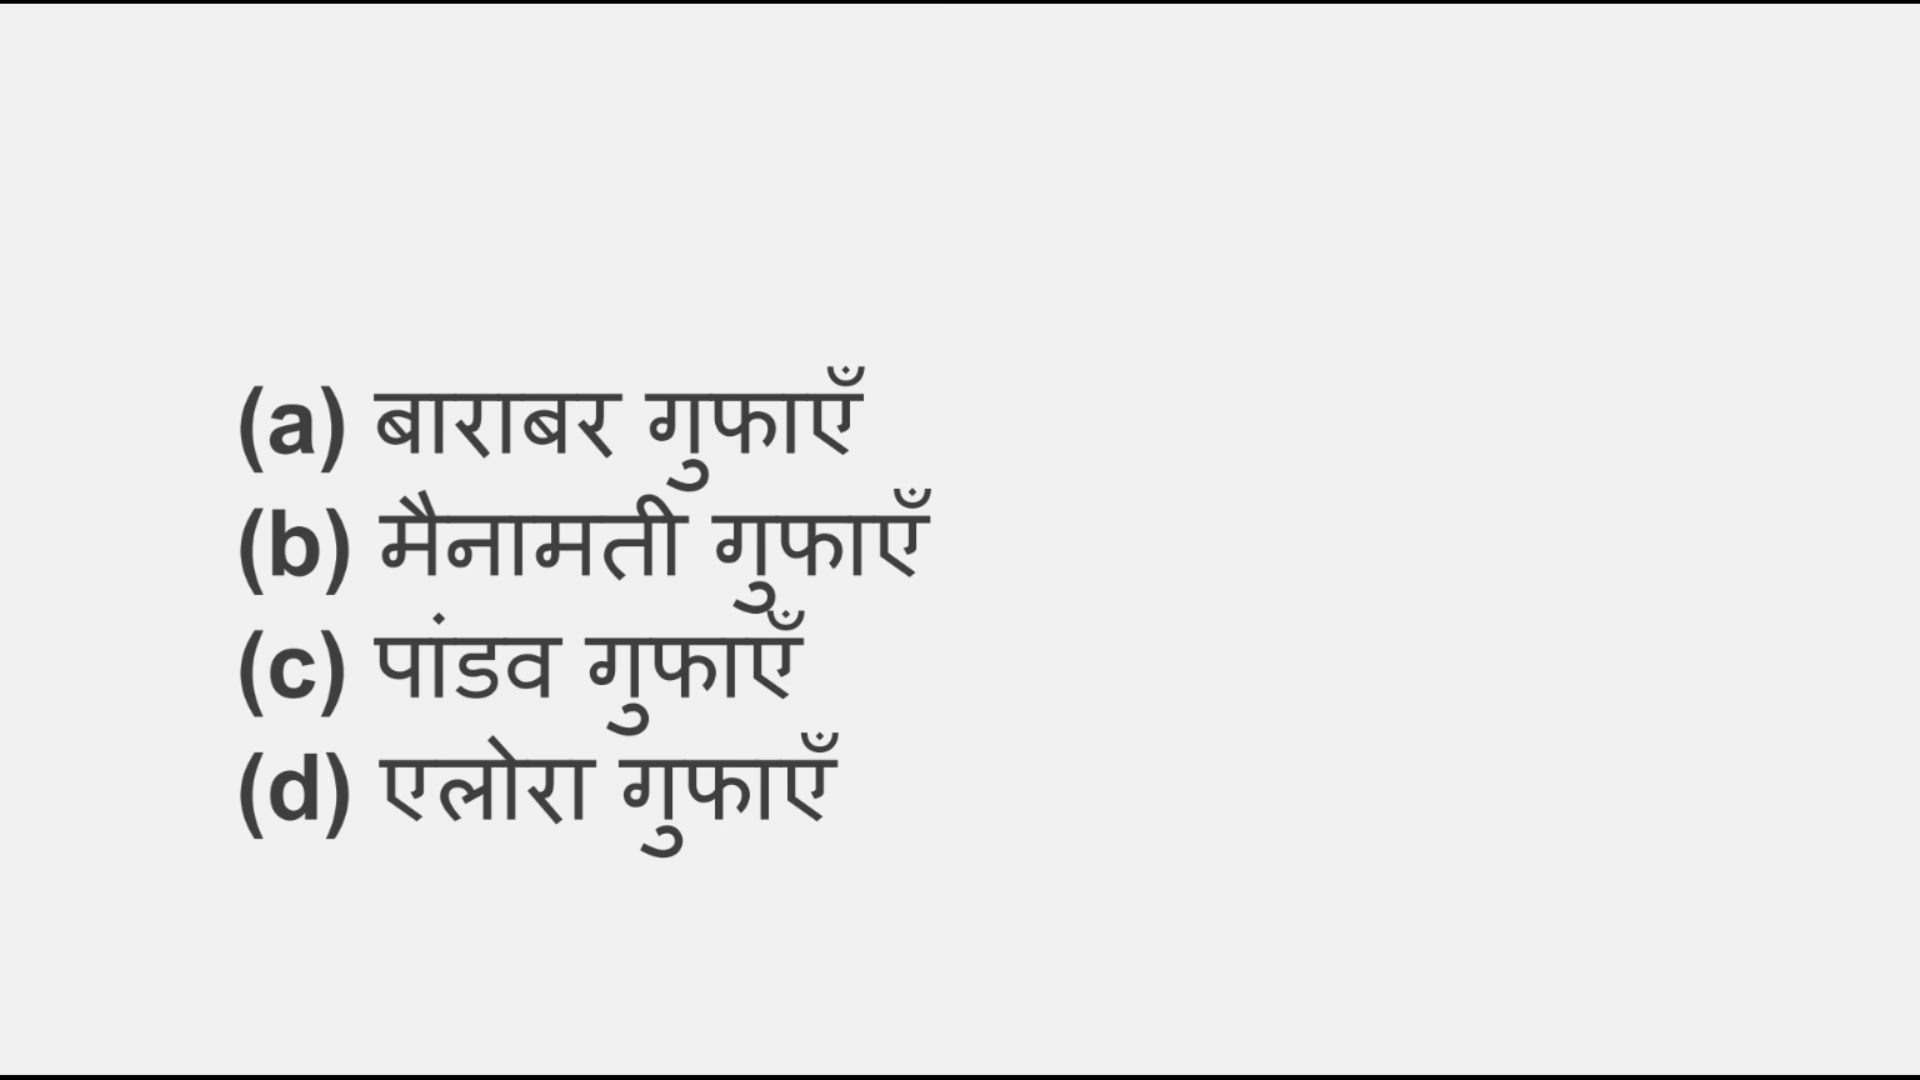 (a) बाराबर गुफाएँ
(b) मैनामती गुफाएँ
(c) पांडव गुफाएँ
(d) एलोरा गुफाएँ